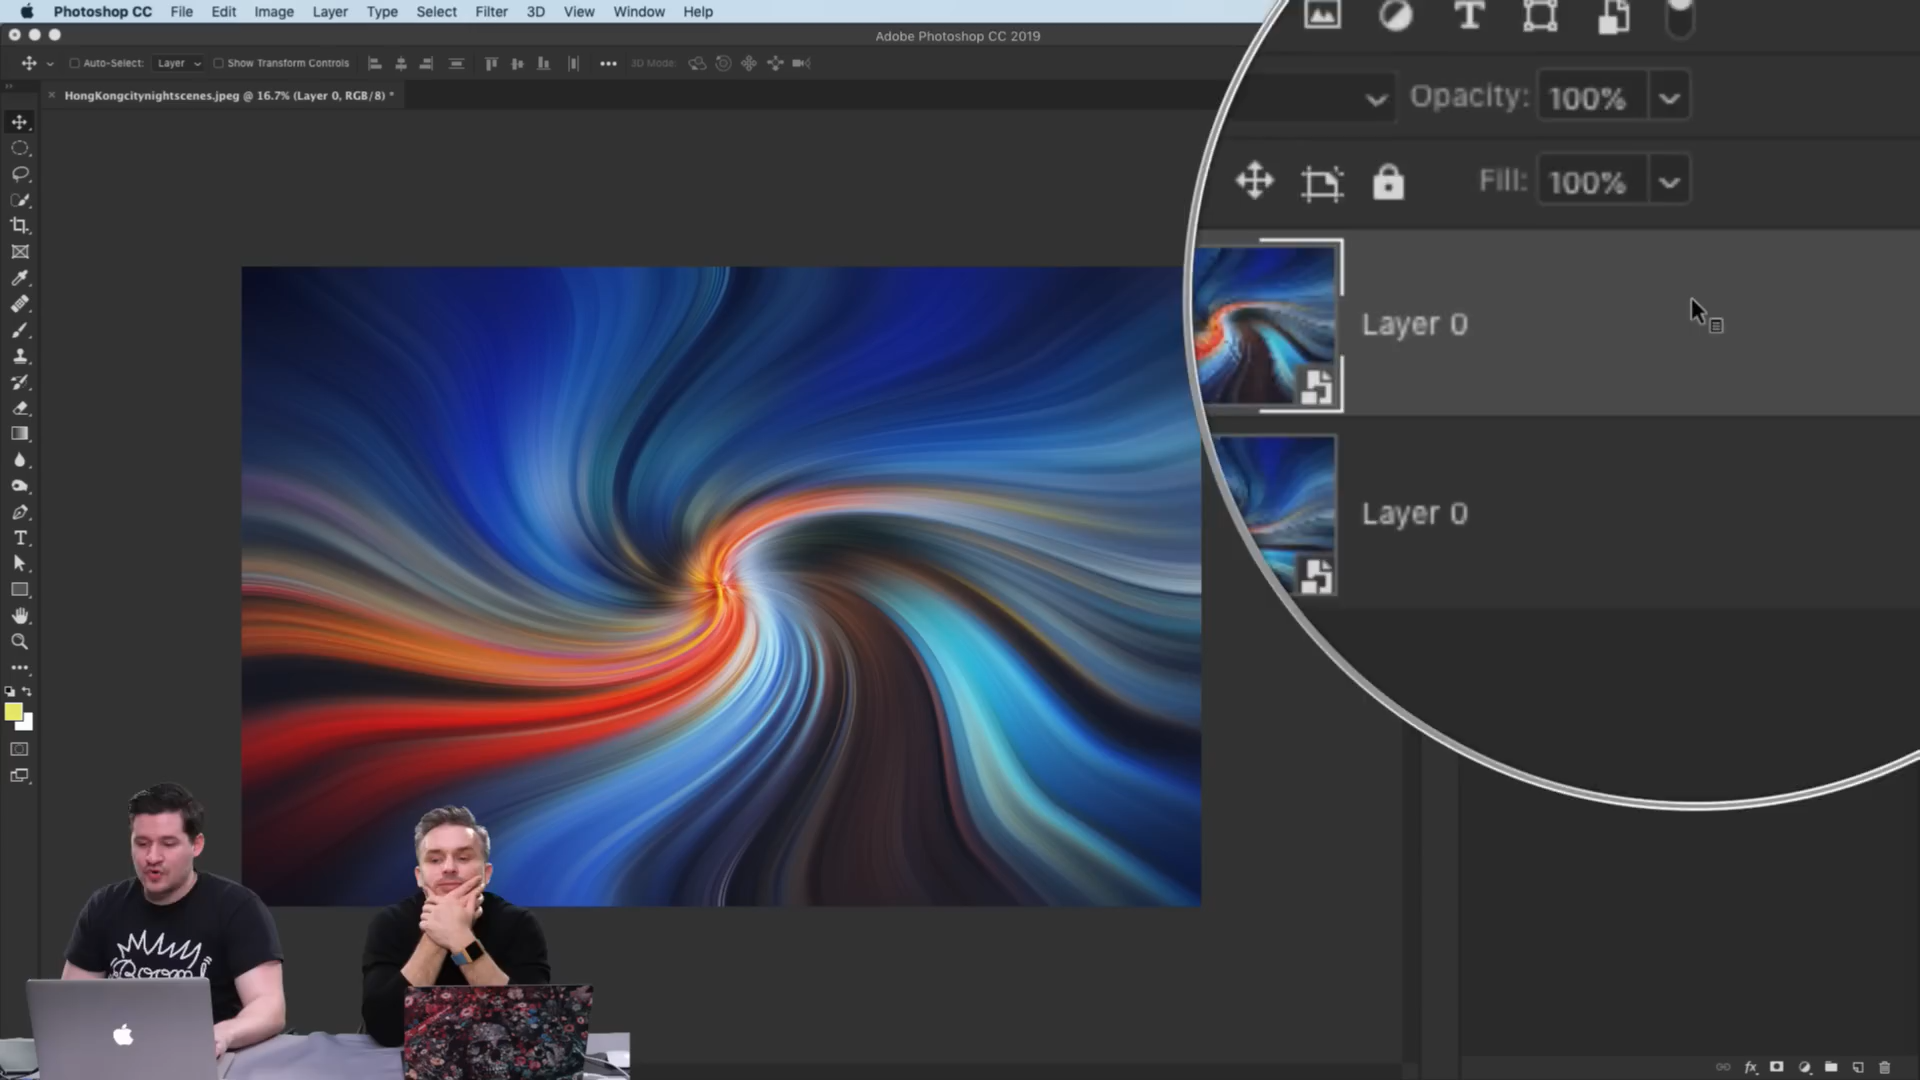 Photoshop CC File Edit Image Layer Type Select Filter 3D View Window Help
Adobe Photoshop CC 2019
Auto-Select: Layer Show Transform Controls 3D Mode:
HongKongcitynightscenes.jpeg @ 16.7% (Layer 0, RGB/8) *
Opacity: 100%
Fill: 100%
Layer 0
Layer 0
Boom!